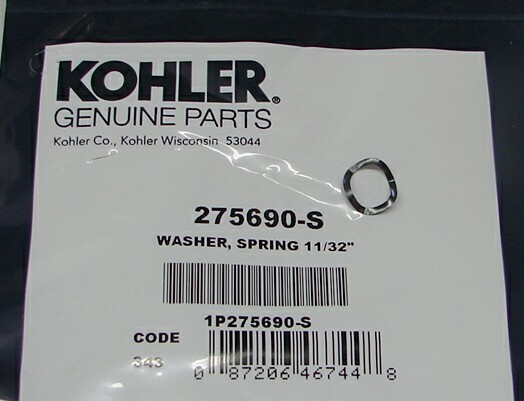 KOHLER®
GENUINE PARTS
Kohler Co., Kohler Wisconsin 53044
275690-S
WASHER, SPRING 11/32"
1P275690-S
CODE
343
0 87206 46744 8